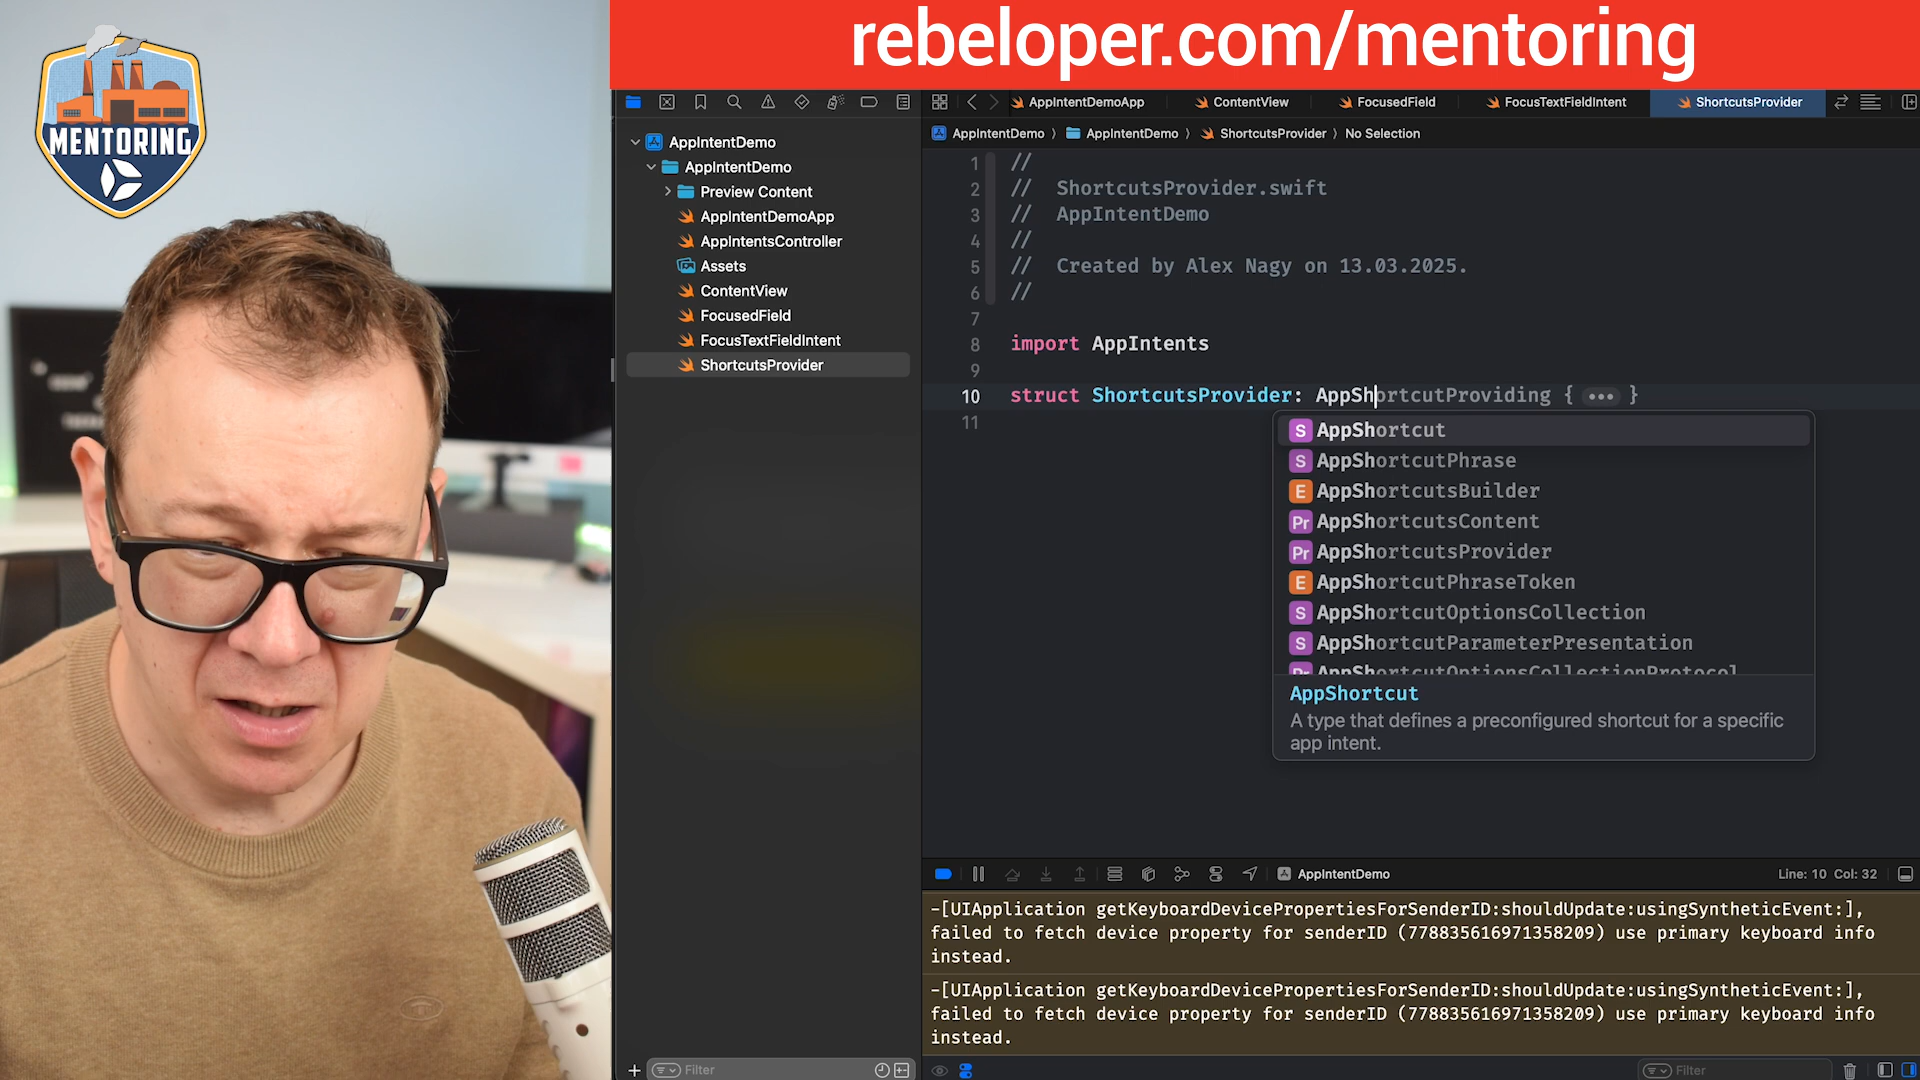 rebeloper.com/mentoring
MENTORING
AppIntentDemoApp
ContentView
FocusedField
FocusTextFieldIntent
ShortcutsProvider
AppIntentDemo
AppIntentDemo
ShortcutsProvider
No Selection
AppIntentDemo
AppIntentDemo
Preview Content
AppIntentDemoApp
AppIntentsController
Assets
ContentView
FocusedField
FocusTextFieldIntent
ShortcutsProvider
1 //
2 // ShortcutsProvider.swift
3 // AppIntentDemo
4 //
5 // Created by Alex Nagy on 13.03.2025.
6 //
7
8 import AppIntents
9
10 struct ShortcutsProvider: AppShortcutProviding { ••• }
11
S AppShortcut
S AppShortcutPhrase
E AppShortcutsBuilder
Pr AppShortcutsContent
Pr AppShortcutsProvider
E AppShortcutPhraseToken
S AppShortcutOptionsCollection
S AppShortcutParameterPresentation
Pr AppShortcutOptionsCollectionProtocol
AppShortcut
A type that defines a preconfigured shortcut for a specific
app intent.
AppIntentDemo
Line: 10 Col: 32
-[UIApplication getKeyboardDevicePropertiesForSenderID:shouldUpdate:usingSyntheticEvent:],
failed to fetch device property for senderID (778835616971358209) use primary keyboard info
instead.
-[UIApplication getKeyboardDevicePropertiesForSenderID:shouldUpdate:usingSyntheticEvent:],
failed to fetch device property for senderID (778835616971358209) use primary keyboard info
instead.
Filter
Filter